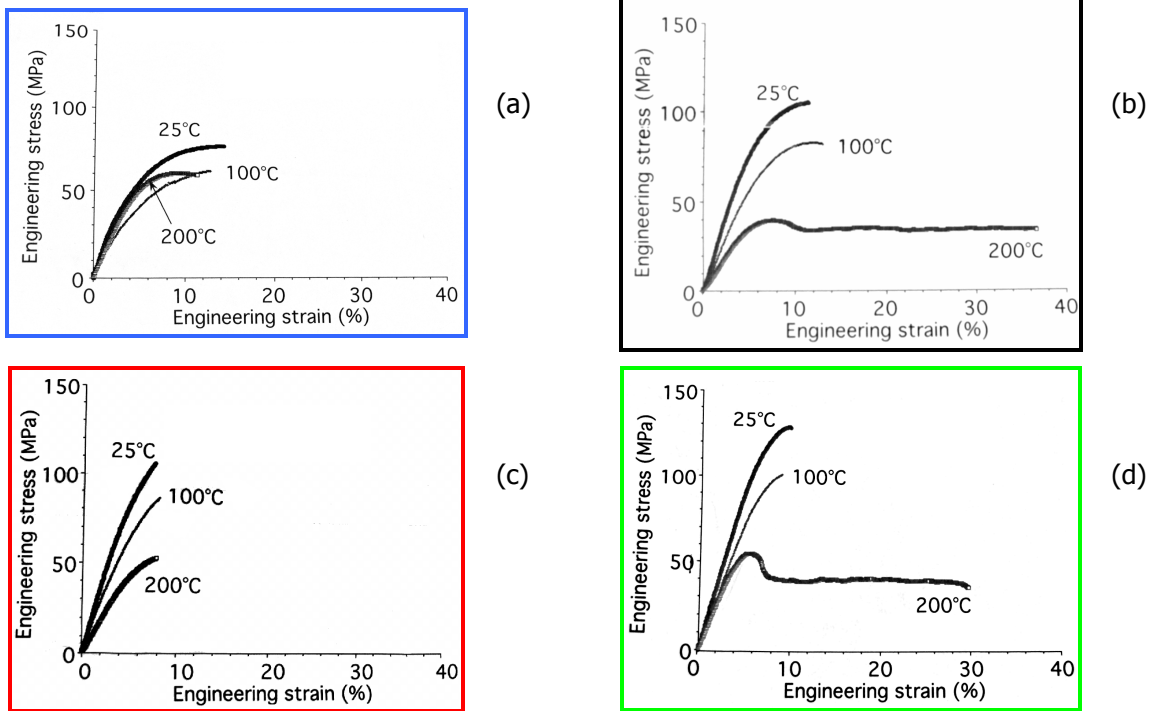 150
100
50
0
0
10
20
30
40
Engineering stress (MPa)
Engineering strain (%)
25°C
100°C
200°C
(a)
150
100
50
0
0
10
20
30
40
Engineering stress (MPa)
Engineering strain (%)
25°C
100°C
200°C
(b)
150
100
50
0
0
10
20
30
40
Engineering stress (MPa)
Engineering strain (%)
25°C
100°C
200°C
(c)
150
100
50
0
0
10
20
30
40
Engineering stress (MPa)
Engineering strain (%)
25°C
100°C
200°C
(d)